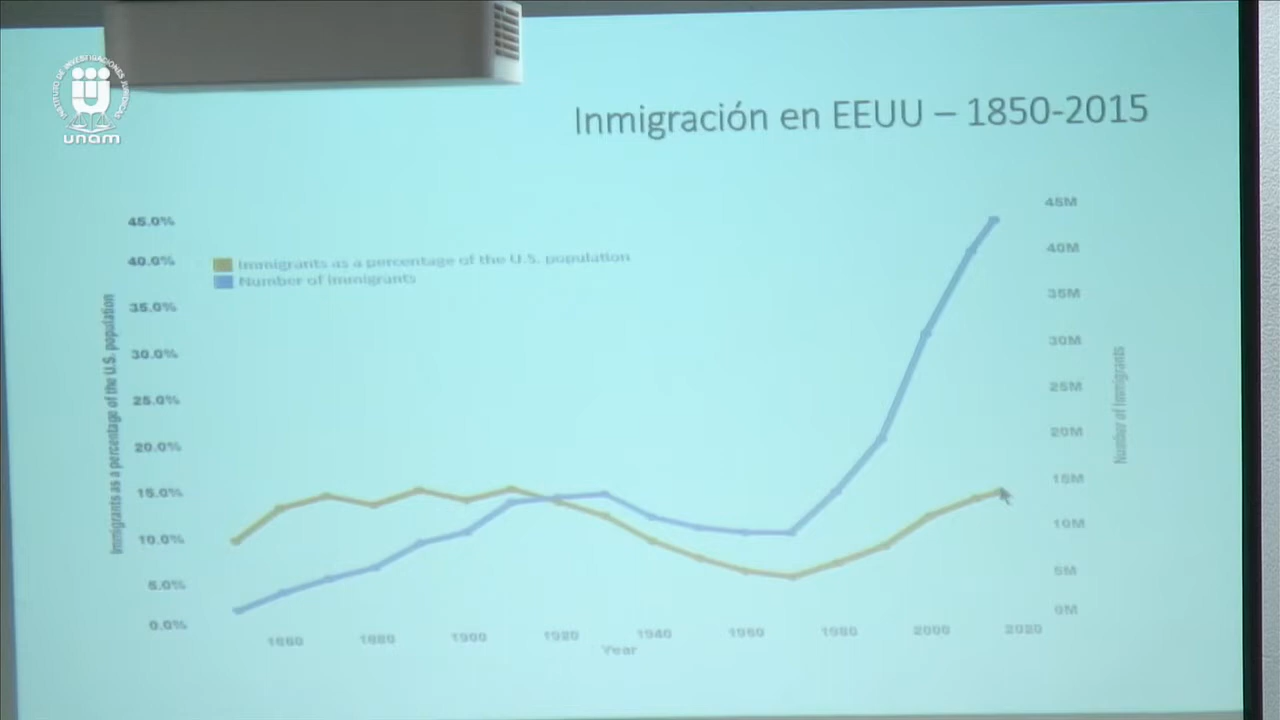 INSTITUTO DE INVESTIGACIONES JURÍDICAS
unam
Inmigración en EEUU – 1850-2015
45.0%
40.0%
35.0%
30.0%
25.0%
20.0%
15.0%
10.0%
5.0%
0.0%
Immigrants as a percentage of the U.S. population
Immigrants as a percentage of the U.S. population
Number of immigrants
45M
40M
35M
30M
25M
20M
15M
10M
5M
0M
Number of Immigrants
1860 1880 1900 1920 1940 1960 1980 2000 2020
Year